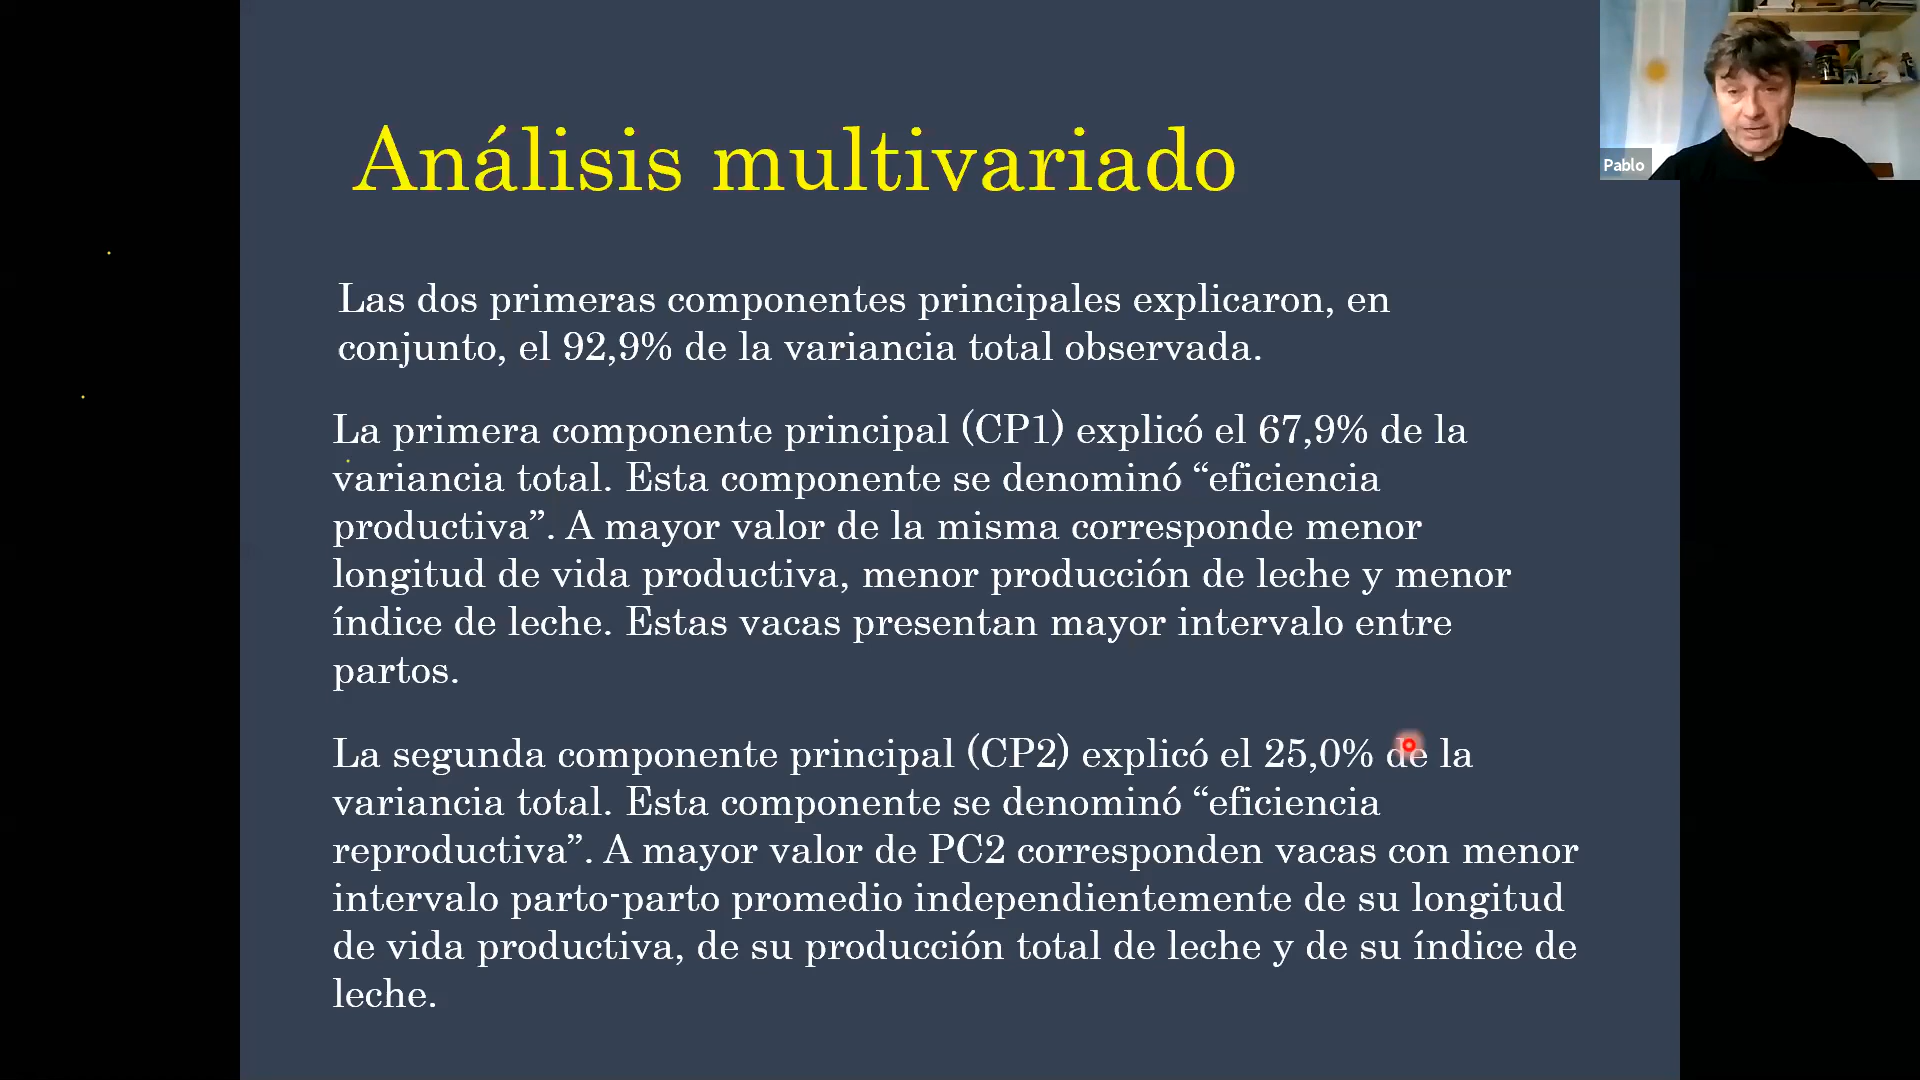 Análisis multivariado
Pablo
Las dos primeras componentes principales explicaron, en
conjunto, el 92,9% de la variancia total observada.
La primera componente principal (CP1) explicó el 67,9% de la
variancia total. Esta componente se denominó “eficiencia
productiva”. A mayor valor de la misma corresponde menor
longitud de vida productiva, menor producción de leche y menor
índice de leche. Estas vacas presentan mayor intervalo entre
partos.
La segunda componente principal (CP2) explicó el 25,0% de la
variancia total. Esta componente se denominó “eficiencia
reproductiva”. A mayor valor de PC2 corresponden vacas con menor
intervalo parto-parto promedio independientemente de su longitud
de vida productiva, de su producción total de leche y de su índice de
leche.